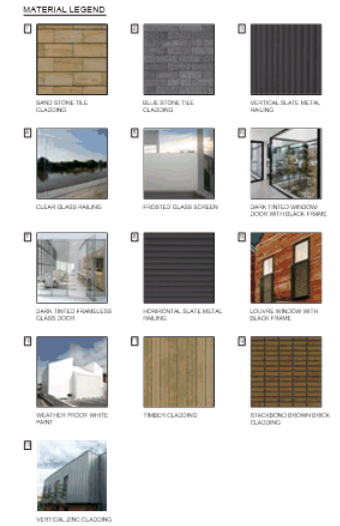 MATERIAL LEGEND
SAND STONE TILE
CLADDING
BLUE STONE TILE
CLADDING
VERTICAL SLATE METAL
RAILING
CLEAR GLASS RAILING
FROSTED GLASS SCREEN
DARK TINTED WINDOW/
DOOR WITH BLACK FRAME
DARK TINTED FRAMELESS
GLASS DOOR
HORIRONTAL SLATE METAL
RAILING
LOUVRE WINDOW WITH
BLACK FRAME
WEATHER PROOF WHITE
PAINT
TIMBER CLADDING
STACKBOND BROWN BRICK
CLADDING
VERTICAL ZINC CLADDING